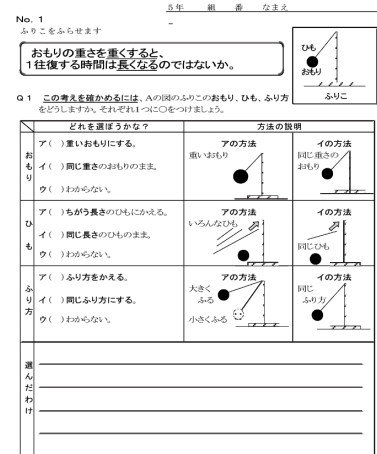 5年　組　番　なまえ
No. 1
ふりこをふらせます
おもりの重さを重くすると、
1往復する時間は長くなるのではないか。
ひも
おもり
ふりこ
Q1　この考えを確かめるには、Aの図のふりこのおもり、ひも、ふり方
をどうしますか。それぞれ1つに○をつけましょう。
どれを選ぼうかな？　方法の説明
おもり
ア（　）重いおもりにする。
イ（　）同じ重さのおもりのまま。
ウ（　）わからない。
アの方法
重いおもり
イの方法
同じ重さの
おもり
ひも
ア（　）ちがう長さのひもにかえる。
イ（　）同じ長さのひものまま。
ウ（　）わからない。
アの方法
いろんなひも
イの方法
同じひも
ふり方
ア（　）ふり方をかえる。
イ（　）同じふり方にする。
ウ（　）わからない。
アの方法
大きく
ふる
小さくふる
イの方法
同じ
ふり方
選んだわけ